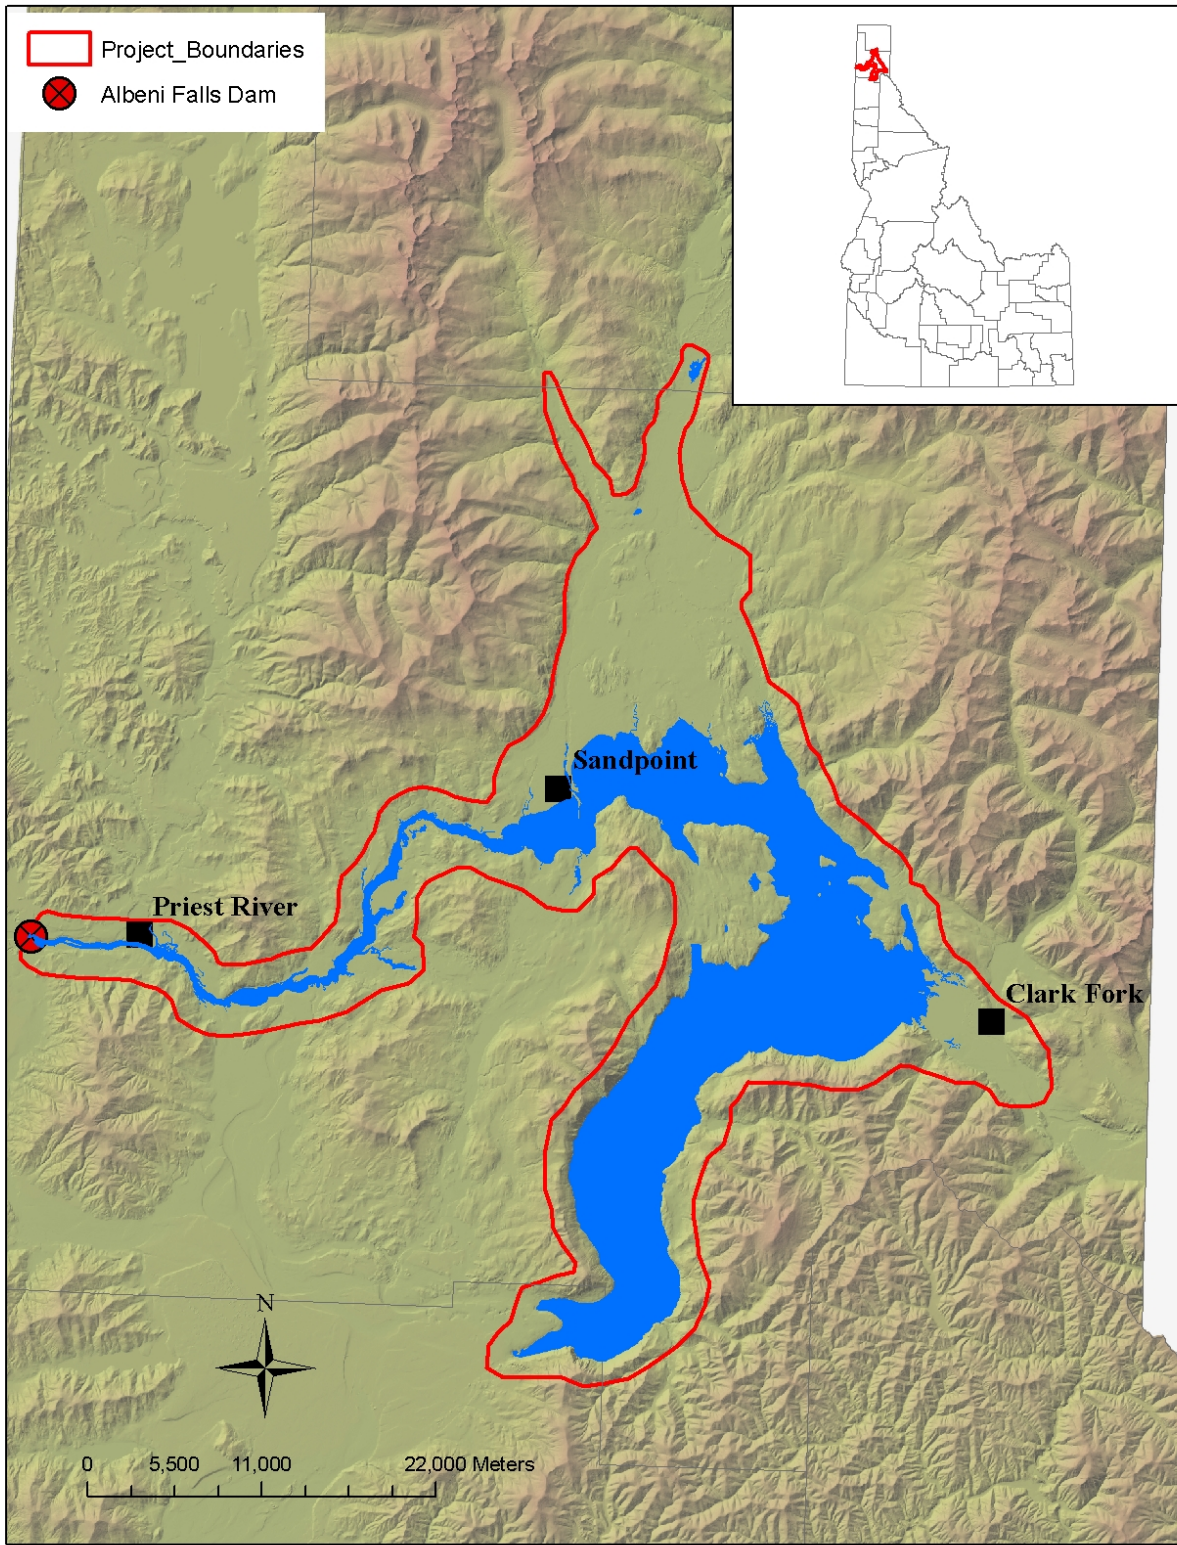 Project_Boundaries
Albeni Falls Dam
Sandpoint
Priest River
Clark Fork
N
0 5,500 11,000 22,000 Meters